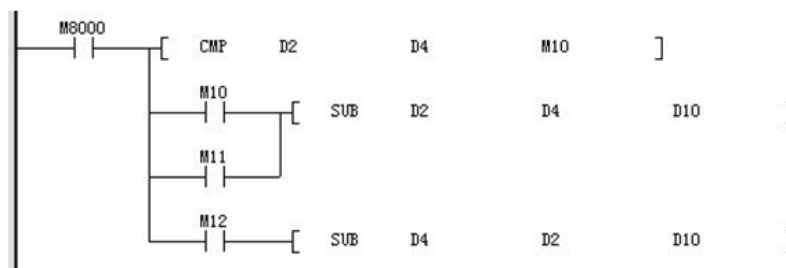 M8000
[ CMP D2 D4 M10 ]
M10
[ SUB D2 D4 D10
M11
M12
[ SUB D4 D2 D10